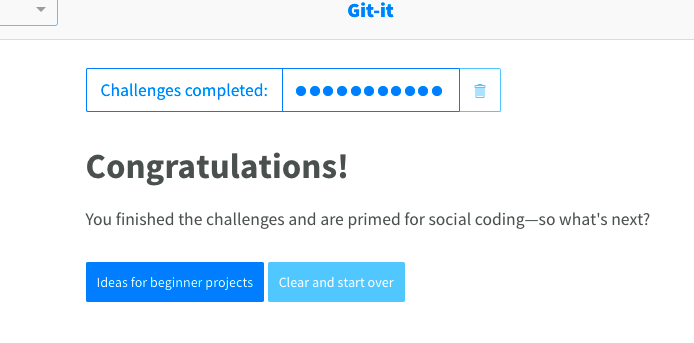 Git-it
Challenges completed:
Congratulations!
You finished the challenges and are primed for social coding—so what's next?
Ideas for beginner projects
Clear and start over